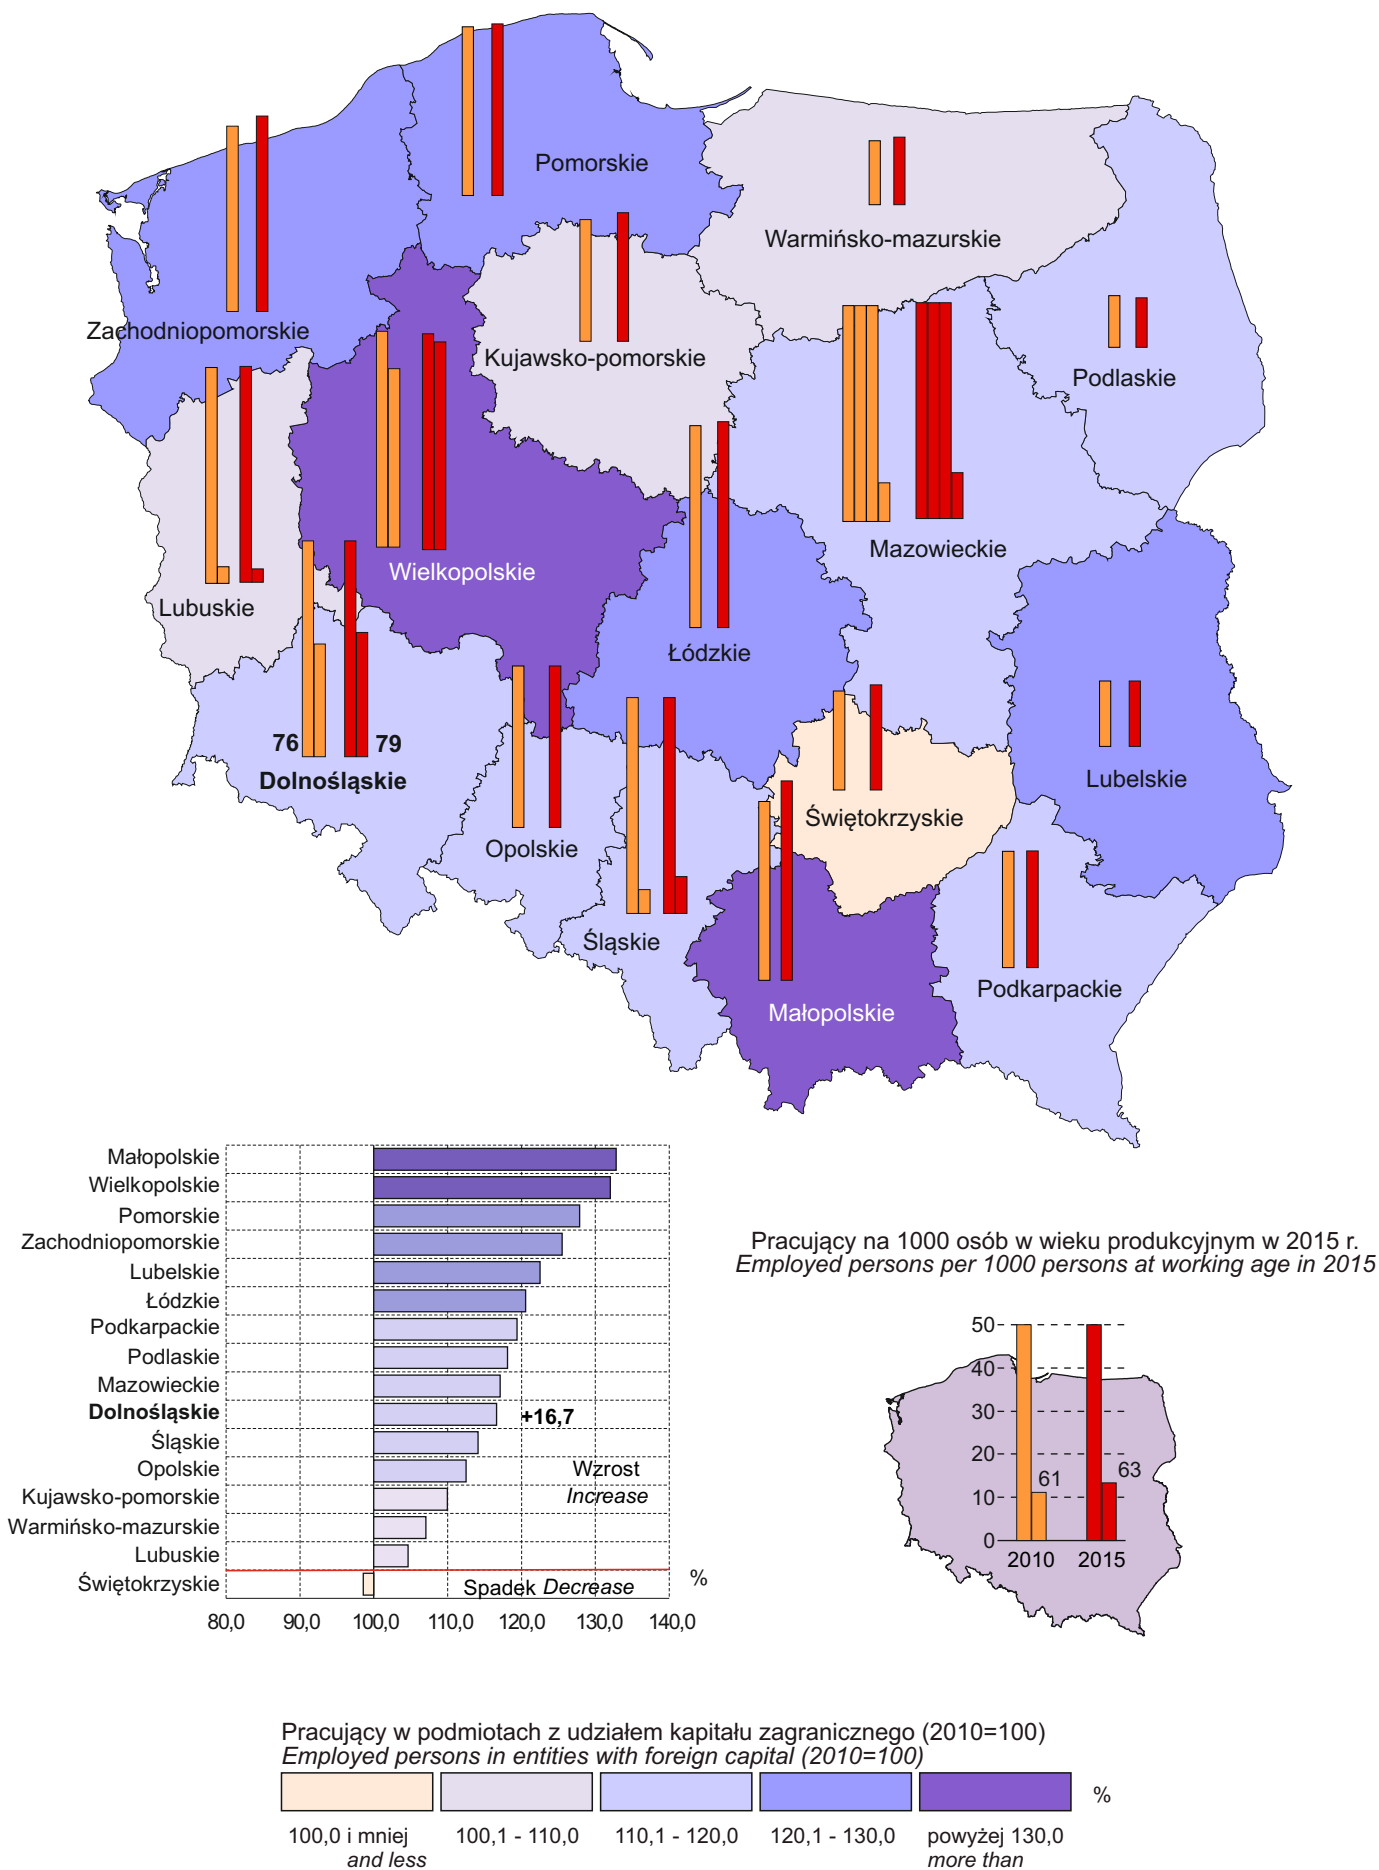 Pomorskie
Warmińsko-mazurskie
Zachodniopomorskie
Kujawsko-pomorskie
Podlaskie
Mazowieckie
Wielkopolskie
Lubuskie
Łódzkie
76
79
Dolnośląskie
Lubelskie
Świętokrzyskie
Opolskie
Śląskie
Podkarpackie
Małopolskie
Małopolskie
Wielkopolskie
Pomorskie
Zachodniopomorskie
Lubelskie
Łódzkie
Podkarpackie
Podlaskie
Mazowieckie
Dolnośląskie +16,7
Śląskie
Opolskie
Wzrost
Kujawsko-pomorskie
Increase
Warmińsko-mazurskie
Lubuskie
Świętokrzyskie
Spadek Decrease
%
80,0 90,0 100,0 110,0 120,0 130,0 140,0
Pracujący na 1000 osób w wieku produkcyjnym w 2015 r.
Employed persons per 1000 persons at working age in 2015
50
40
30
20
10
0
61
63
2010 2015
Pracujący w podmiotach z udziałem kapitału zagranicznego (2010=100)
Employed persons in entities with foreign capital (2010=100)
%
100,0 i mniej 100,1 - 110,0 110,1 - 120,0 120,1 - 130,0 powyżej 130,0
and less more than